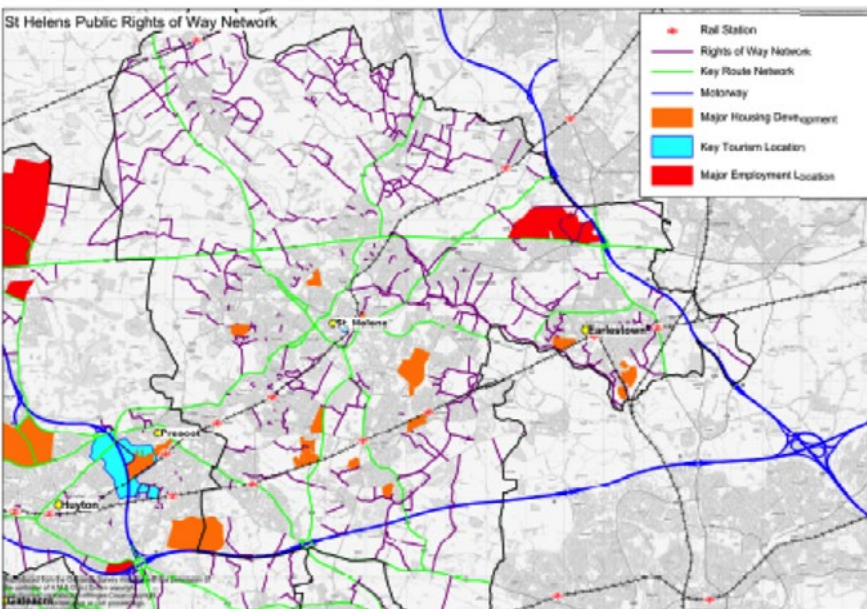 St Helens Public Rights of Way Network
Rail Station
Rights of Way Network
Key Route Network
Motorway
Major Housing Development
Key Tourism Location
Major Employment Location
St Helens
Earlestown
Prescot
Huyton
Gateacre